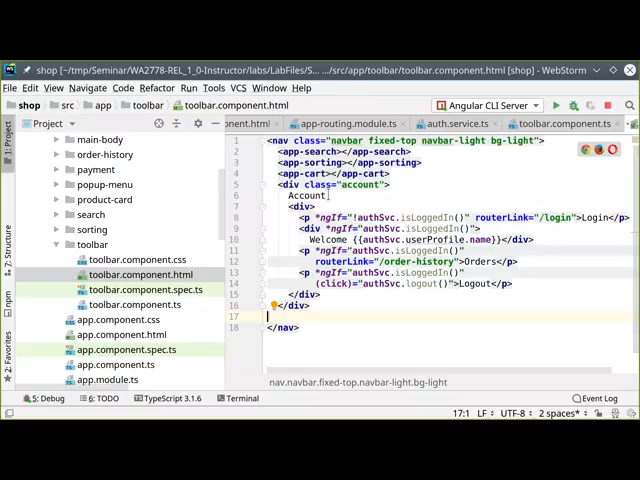 shop [~/tmp/Seminar/WA2778-REL_1_0-Instructor/labs/LabFiles/S... .../src/app/toolbar/toolbar.component.html [shop] - WebStorm
File Edit View Navigate Code Refactor Run Tools VCS Window Help
shop src app toolbar toolbar.component.html Angular CLI Server
Project
nent.html app-routing.module.ts auth.service.ts toolbar.component.ts
1: Project
7: Structure
npm
2: Favorites
main-body
order-history
payment
popup-menu
product-card
search
sorting
toolbar
toolbar.component.css
toolbar.component.html
toolbar.component.spec.ts
toolbar.component.ts
app.component.css
app.component.html
app.component.spec.ts
app.component.ts
app.module.ts
1 <nav class="navbar fixed-top navbar-light bg-light">
2 <app-search></app-search>
3 <app-sorting></app-sorting>
4 <app-cart></app-cart>
5 <div class="account">
6 Account
7 <div>
8 <p *ngIf="!authSvc.isLoggedIn()" routerLink="/login">Login</p>
9 <div *ngIf="authSvc.isLoggedIn()">
10 Welcome {{authSvc.userProfile.name}}</div>
11 <p *ngIf="authSvc.isLoggedIn()"
12 routerLink="/order-history">Orders</p>
13 <p *ngIf="authSvc.isLoggedIn()"
14 (click)="authSvc.logout()">Logout</p>
15 </div>
16 </div>
17
18 </nav>
nav.navbar.fixed-top.navbar-light.bg-light
5: Debug 6: TODO TypeScript 3.1.6 Terminal Event Log
17:1 LF UTF-8 2 spaces*